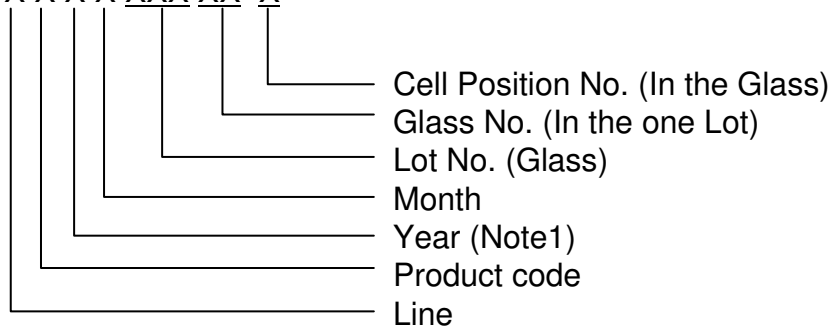 Cell Position No. (In the Glass)
Glass No. (In the one Lot)
Lot No. (Glass)
Month
Year (Note1)
Product code
Line